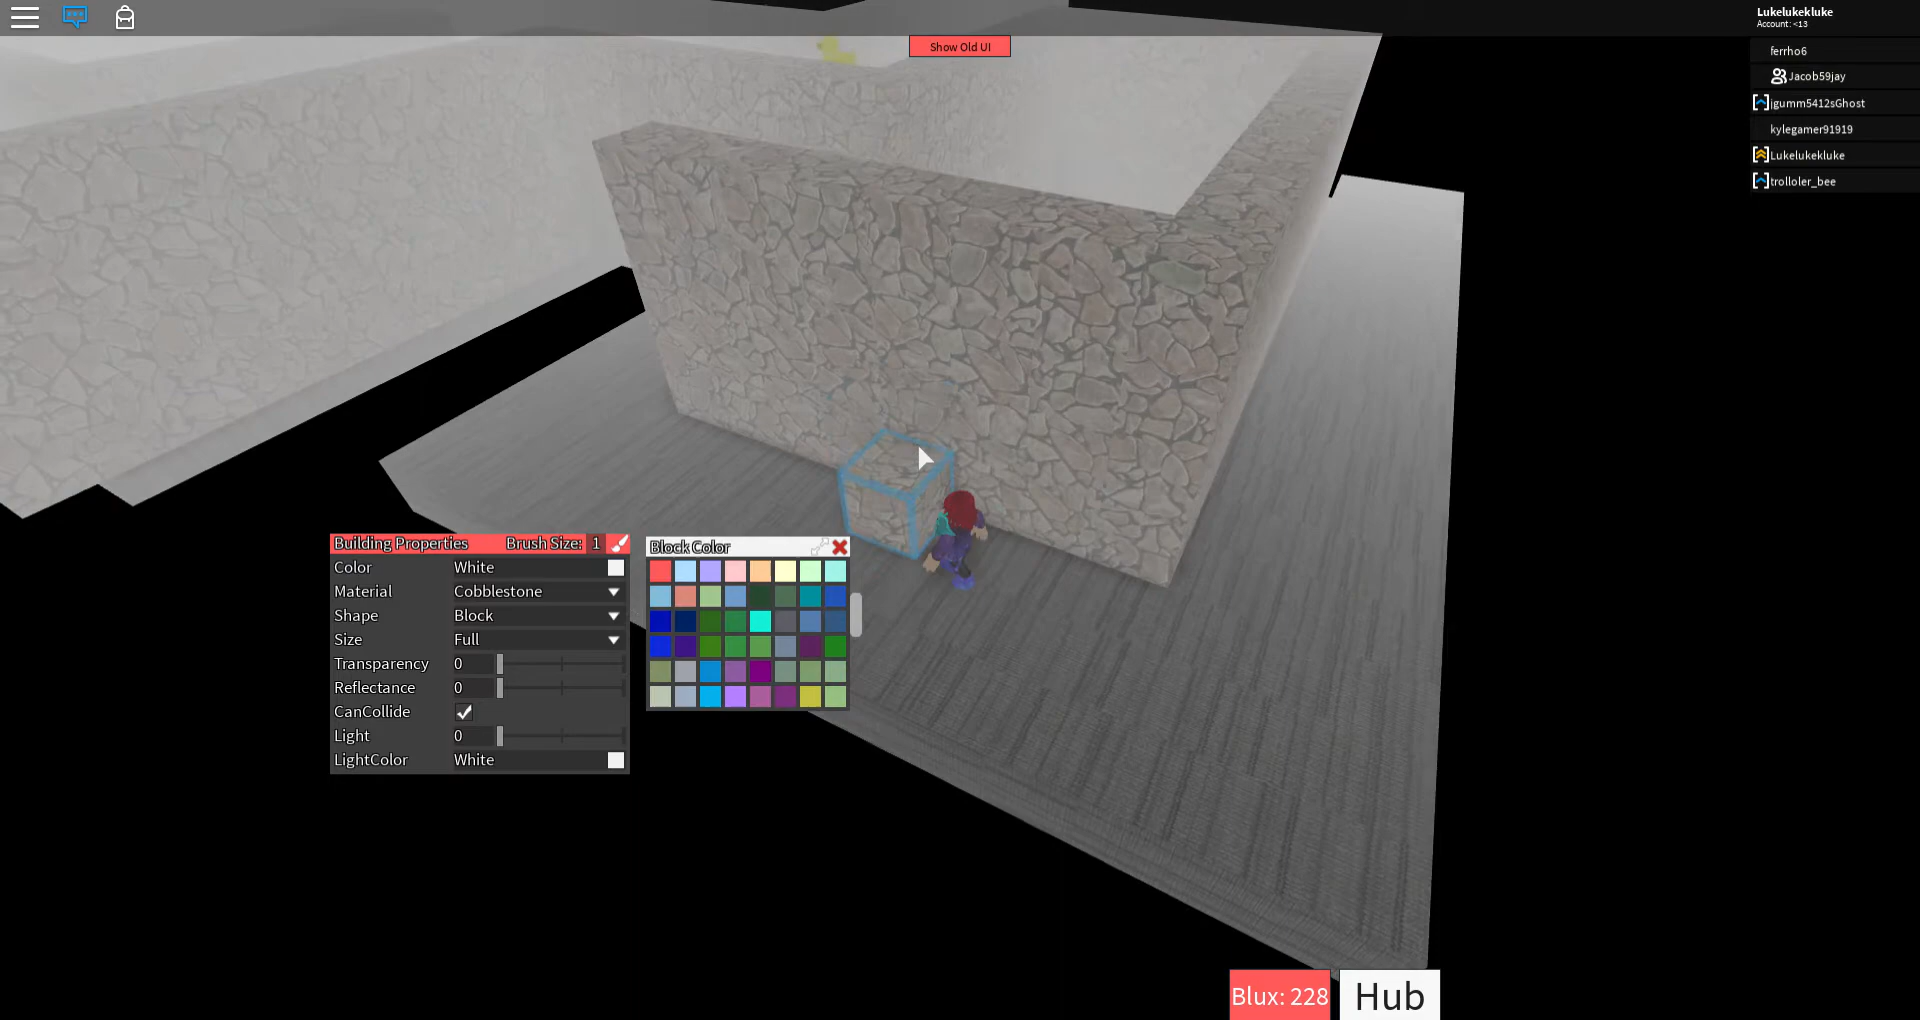 Lukelukekluke
Account: <13
Show Old UI
ferrho6
Jacob59jay
jgumm5412sGhost
kylegamer91919
Lukelukekluke
trolloler_bee
Building Properties Brush Size: 1
Color White
Material Cobblestone
Shape Block
Size Full
Transparency 0
Reflectance 0
CanCollide
Light 0
LightColor White
Block Color
Blux: 228
Hub